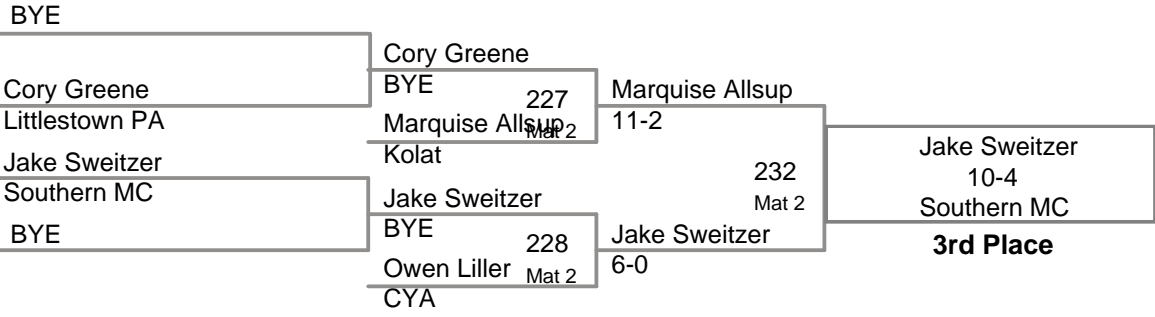 BYE
Cory Greene
Littlestown PA
Jake Sweitzer
Southern MC
BYE
Cory Greene
BYE
227
Mat 2
Marquise Allsup
Kolat
Jake Sweitzer
BYE
228
Mat 2
Owen Liller
CYA
Marquise Allsup
11-2
232
Mat 2
Jake Sweitzer
6-0
Jake Sweitzer
10-4
Southern MC
3rd Place